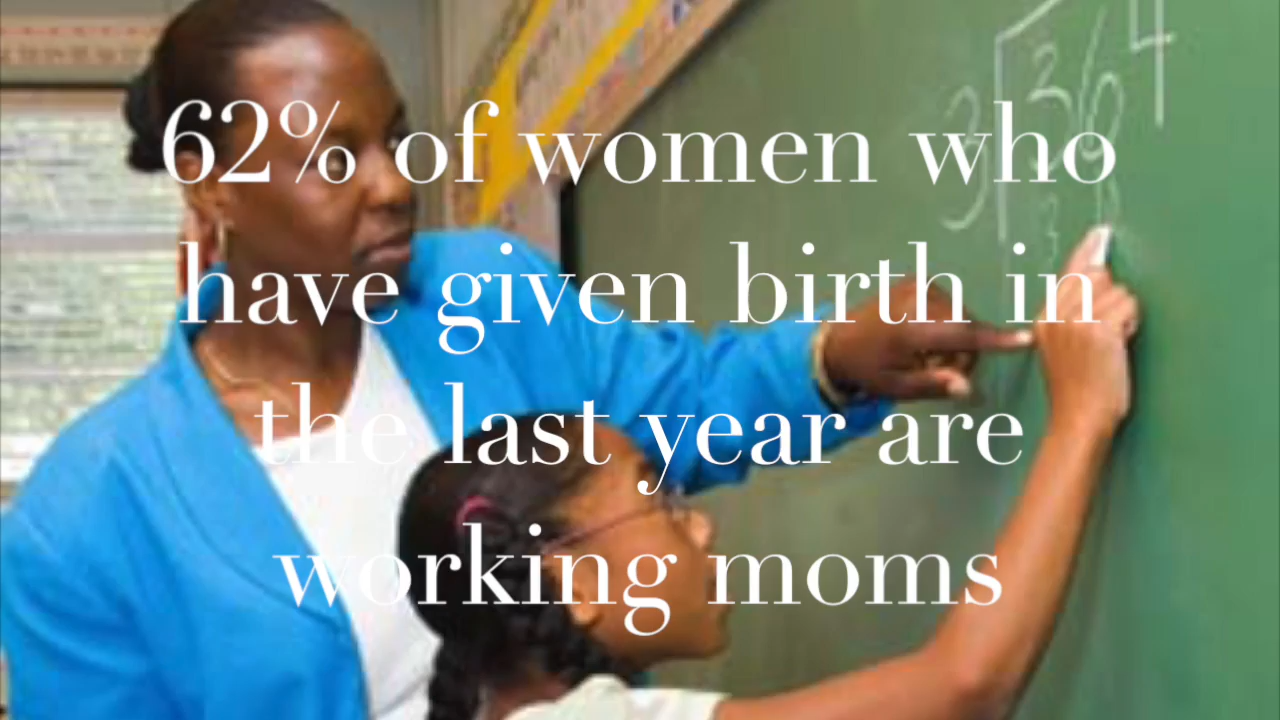 62% of women who
have given birth in
the last year are
working moms